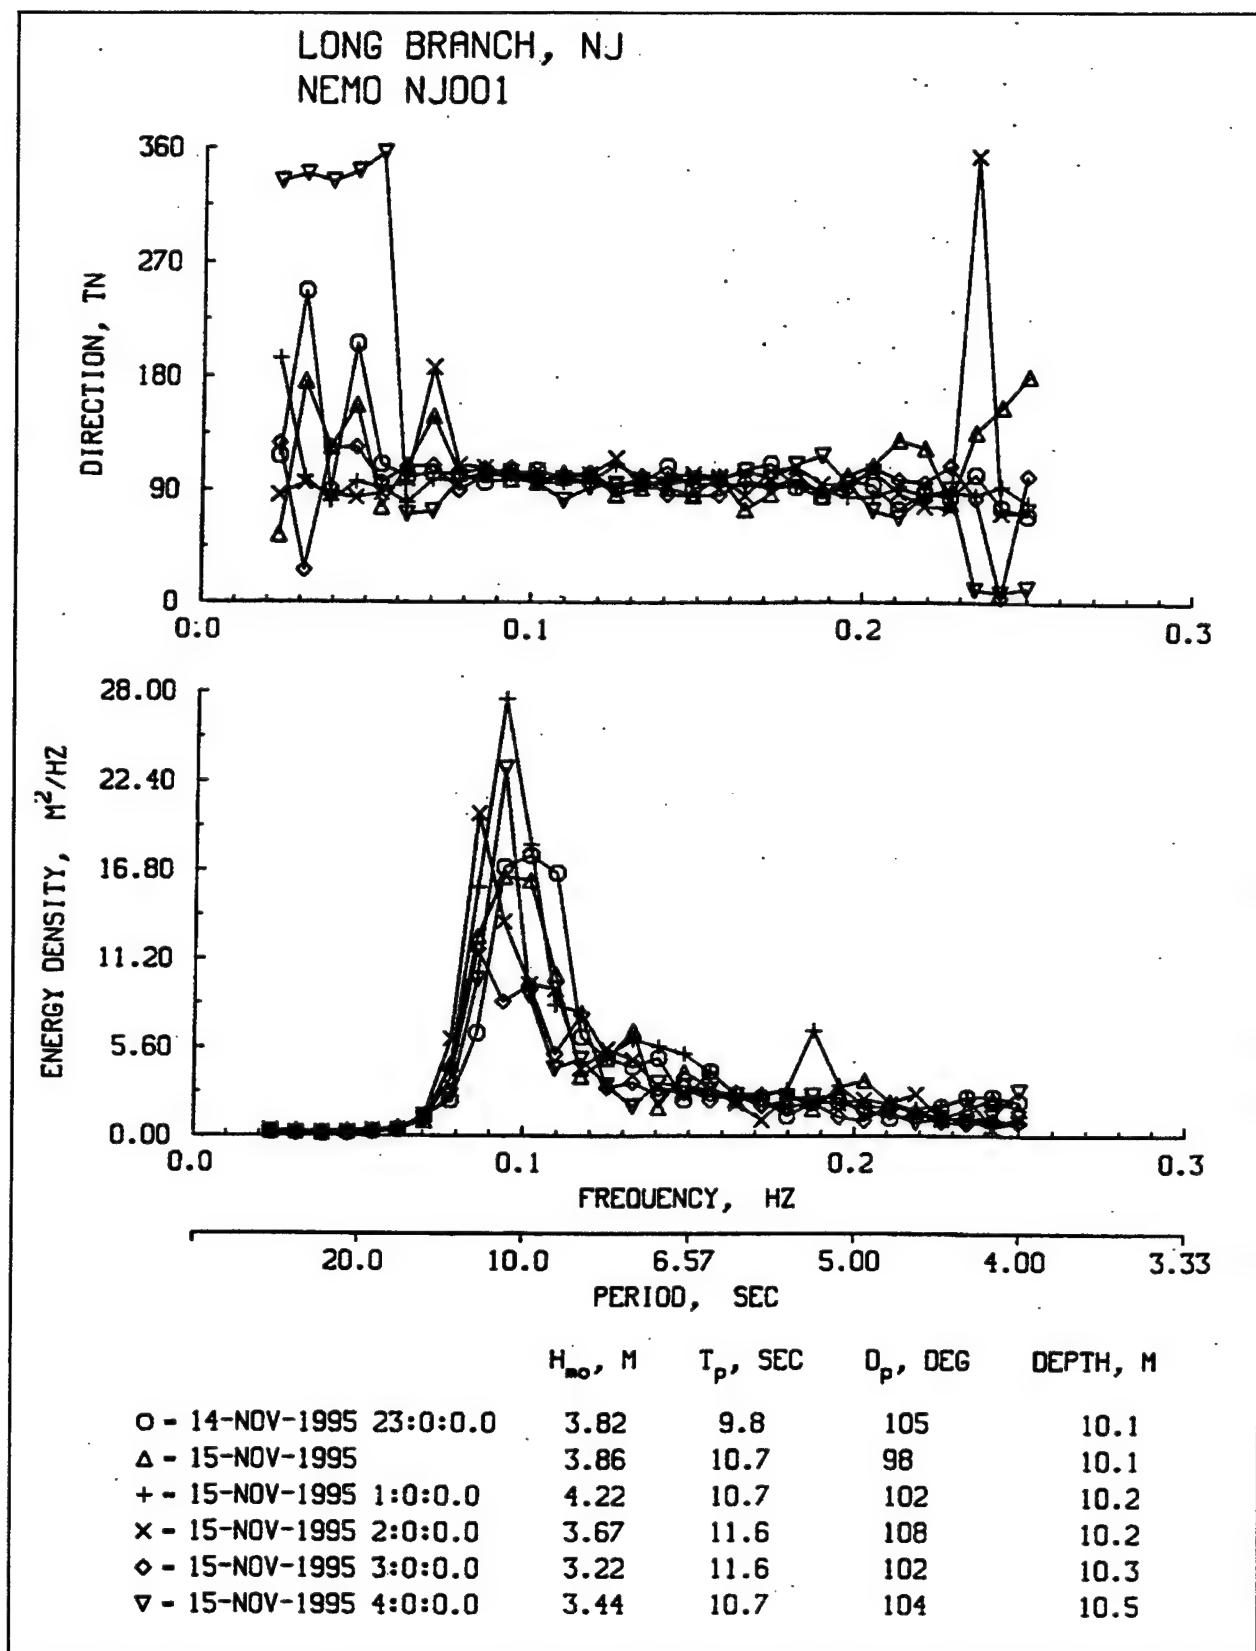 LONG BRANCH, NJ
NEMO NJ001
360
270
180
90
0
DIRECTION, TN
0:0 0.1 0.2 0.3
28.00
22.40
16.80
11.20
5.60
0.00
ENERGY DENSITY, M²/HZ
0.0 0.1 0.2 0.3
FREQUENCY, HZ
20.0 10.0 6.57 5.00 4.00 3.33
PERIOD, SEC
Hmo, M Tp, SEC Dp, DEG DEPTH, M
○ - 14-NOV-1995 23:0:0.0 3.82 9.8 105 10.1
△ - 15-NOV-1995 3.86 10.7 98 10.1
+ - 15-NOV-1995 1:0:0.0 4.22 10.7 102 10.2
× - 15-NOV-1995 2:0:0.0 3.67 11.6 108 10.2
◇ - 15-NOV-1995 3:0:0.0 3.22 11.6 102 10.3
▽ - 15-NOV-1995 4:0:0.0 3.44 10.7 104 10.5